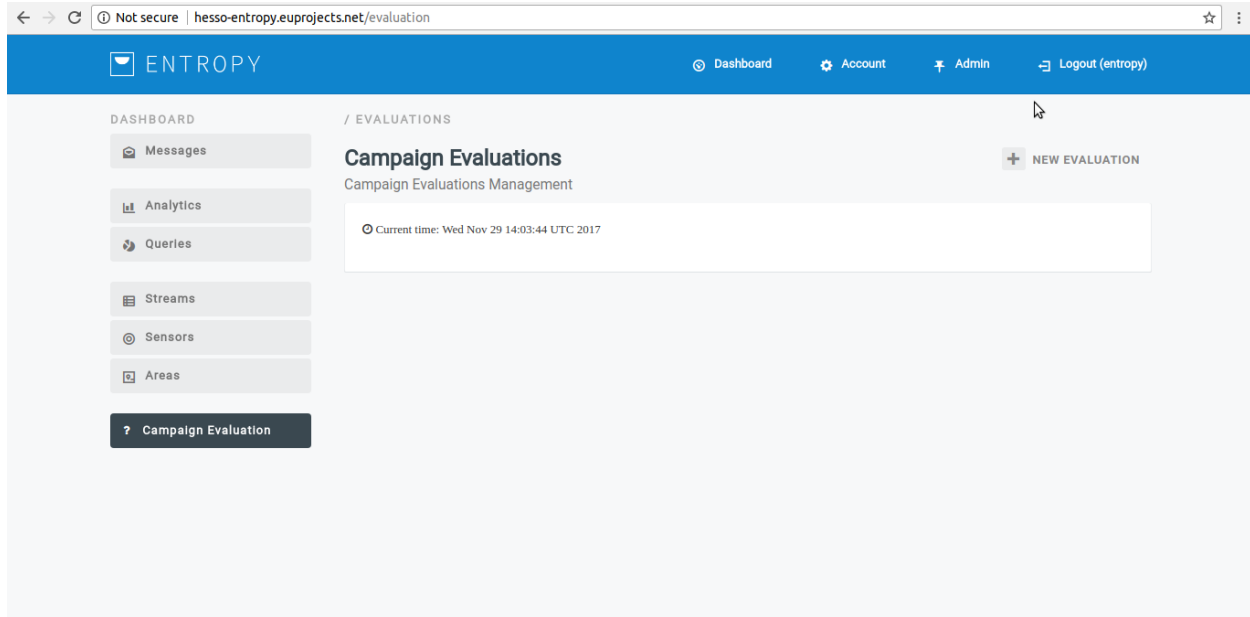 Not secure | hesso-entropy.euprojects.net/evaluation
ENTROPY
Dashboard
Account
Admin
Logout (entropy)
DASHBOARD
Messages
Analytics
Queries
Streams
Sensors
Areas
? Campaign Evaluation
/ EVALUATIONS
Campaign Evaluations
+ NEW EVALUATION
Campaign Evaluations Management
Current time: Wed Nov 29 14:03:44 UTC 2017